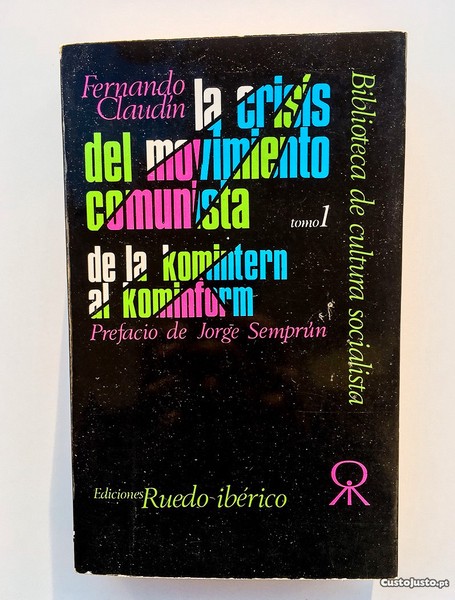 Fernando
Claudín
la crisis
del movimiento
comunista
tomo 1
de la komintern
al kominform
Prefacio de Jorge Semprún
Biblioteca de cultura socialista
Ediciones Ruedo ibérico
CustoJusto.pt